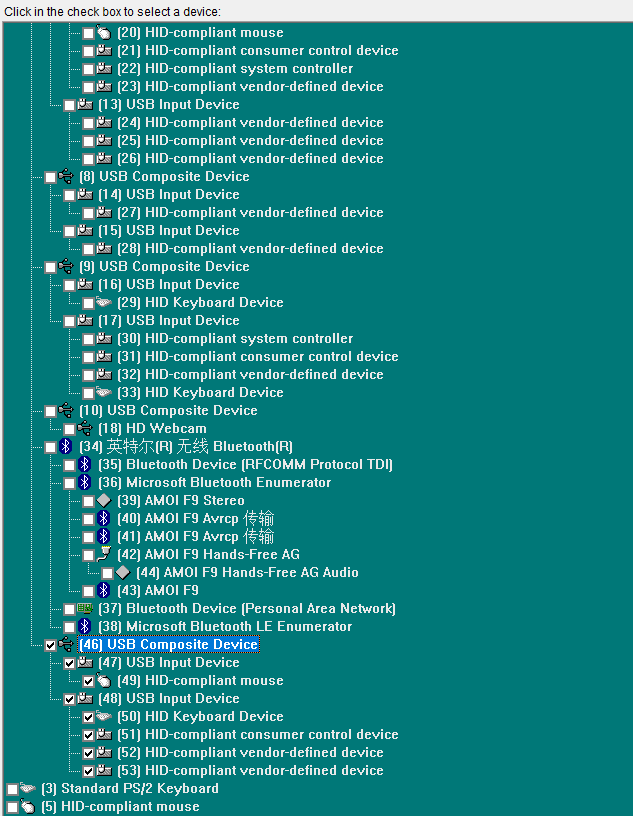 Click in the check box to select a device:
(20) HID-compliant mouse
(21) HID-compliant consumer control device
(22) HID-compliant system controller
(23) HID-compliant vendor-defined device
(13) USB Input Device
(24) HID-compliant vendor-defined device
(25) HID-compliant vendor-defined device
(26) HID-compliant vendor-defined device
(8) USB Composite Device
(14) USB Input Device
(27) HID-compliant vendor-defined device
(15) USB Input Device
(28) HID-compliant vendor-defined device
(9) USB Composite Device
(16) USB Input Device
(29) HID Keyboard Device
(17) USB Input Device
(30) HID-compliant system controller
(31) HID-compliant consumer control device
(32) HID-compliant vendor-defined device
(33) HID Keyboard Device
(10) USB Composite Device
(18) HD Webcam
(34) 英特尔(R) 无线 Bluetooth(R)
(35) Bluetooth Device (RFCOMM Protocol TDI)
(36) Microsoft Bluetooth Enumerator
(39) AMOI F9 Stereo
(40) AMOI F9 Avrcp 传输
(41) AMOI F9 Avrcp 传输
(42) AMOI F9 Hands-Free AG
(44) AMOI F9 Hands-Free AG Audio
(43) AMOI F9
(37) Bluetooth Device (Personal Area Network)
(38) Microsoft Bluetooth LE Enumerator
(46) USB Composite Device
(47) USB Input Device
(49) HID-compliant mouse
(48) USB Input Device
(50) HID Keyboard Device
(51) HID-compliant consumer control device
(52) HID-compliant vendor-defined device
(53) HID-compliant vendor-defined device
(3) Standard PS/2 Keyboard
(5) HID-compliant mouse